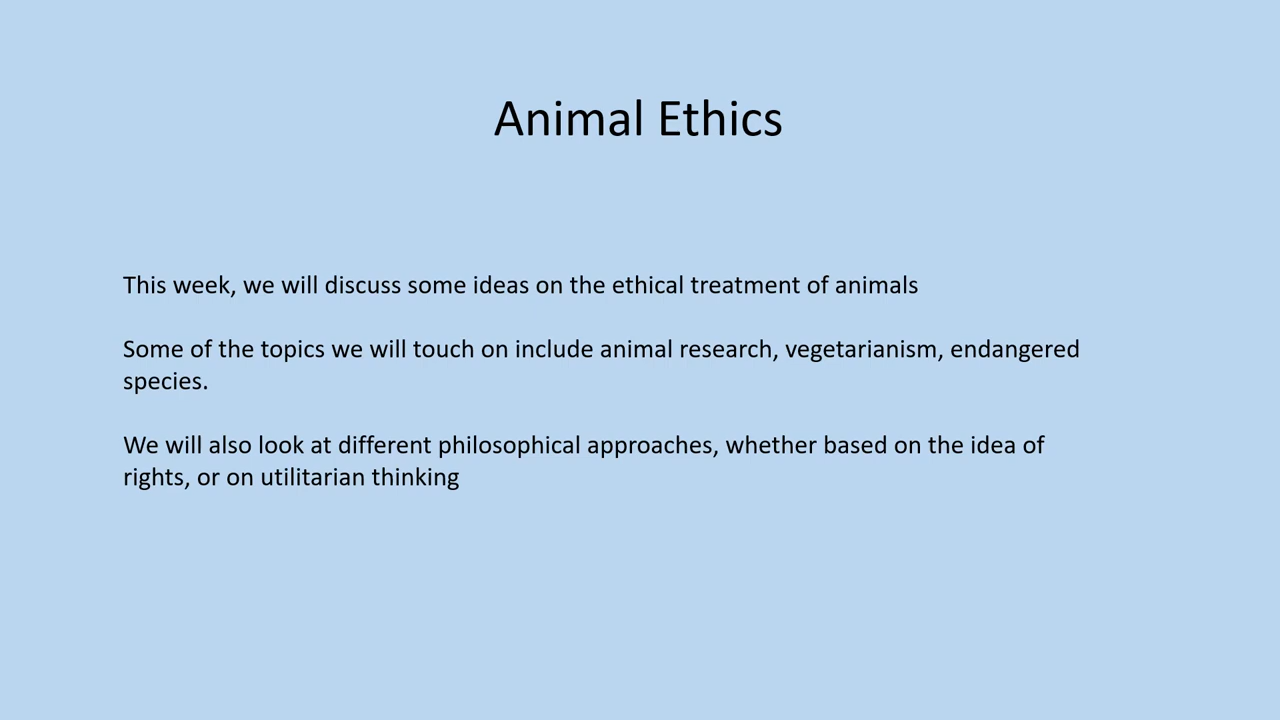 Animal Ethics
This week, we will discuss some ideas on the ethical treatment of animals
Some of the topics we will touch on include animal research, vegetarianism, endangered
species.
We will also look at different philosophical approaches, whether based on the idea of
rights, or on utilitarian thinking